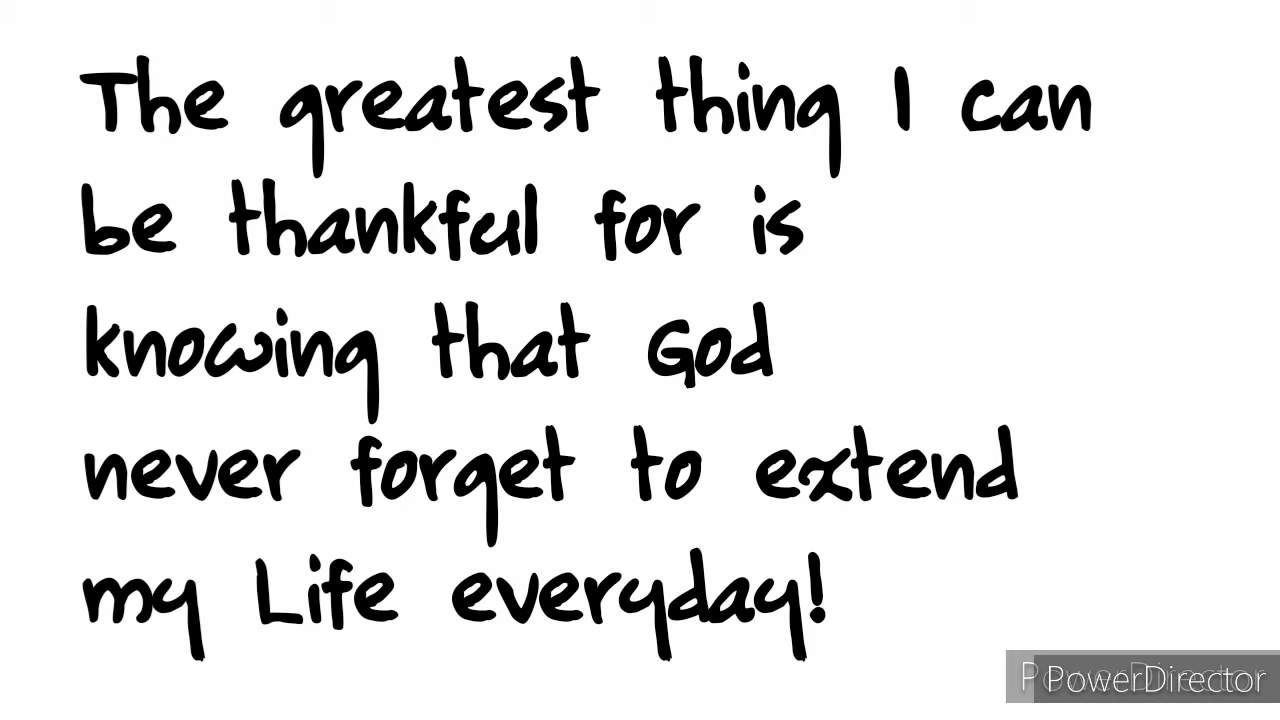 The greatest thing I can
be thankful for is
knowing that God
never forget to extend
my Life everyday!
PowerDirector